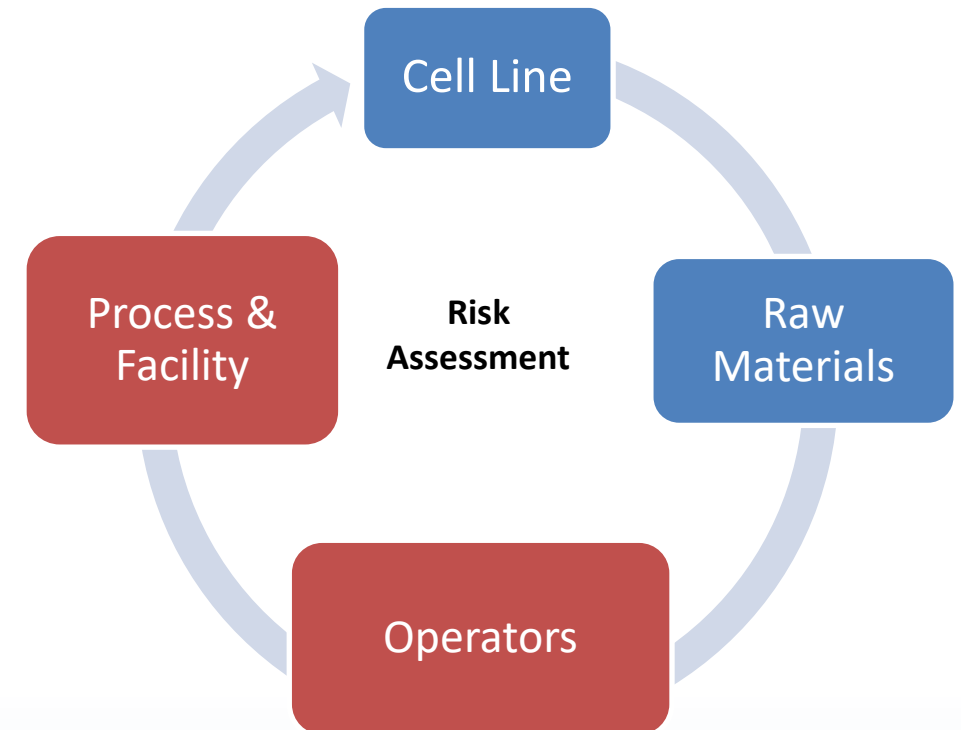 Cell Line
Process &
Facility
Risk
Assessment
Raw
Materials
Operators